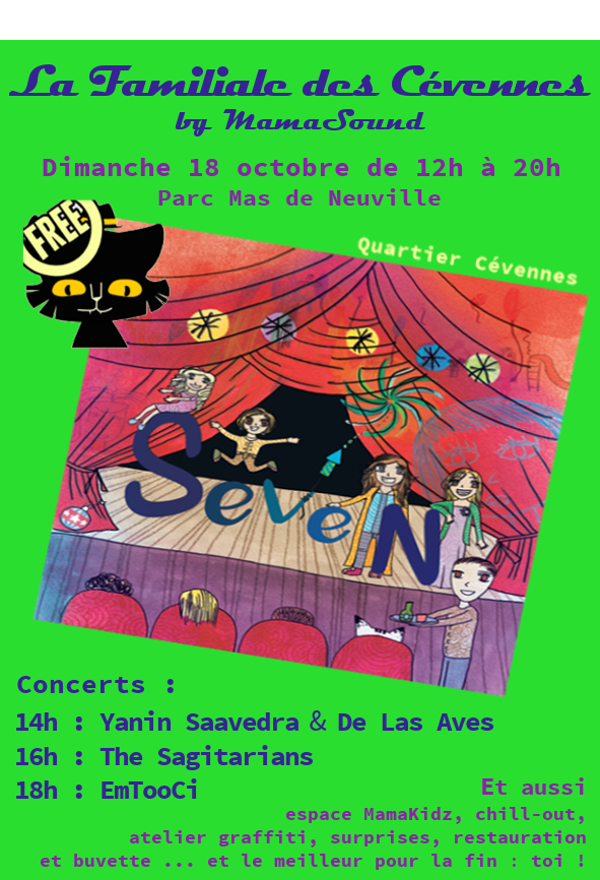 La Familiale des Cévennes
by MamaSound
Dimanche 18 octobre de 12h à 20h
Parc Mas de Neuville
FREE
Quartier Cévennes
SeveN
Concerts :
14h : Yanin Saavedra & De Las Aves
16h : The Sagitarians
18h : EmTooCi
Et aussi
espace MamaKidz, chill-out,
atelier graffiti, surprises, restauration
et buvette ... et le meilleur pour la fin : toi !